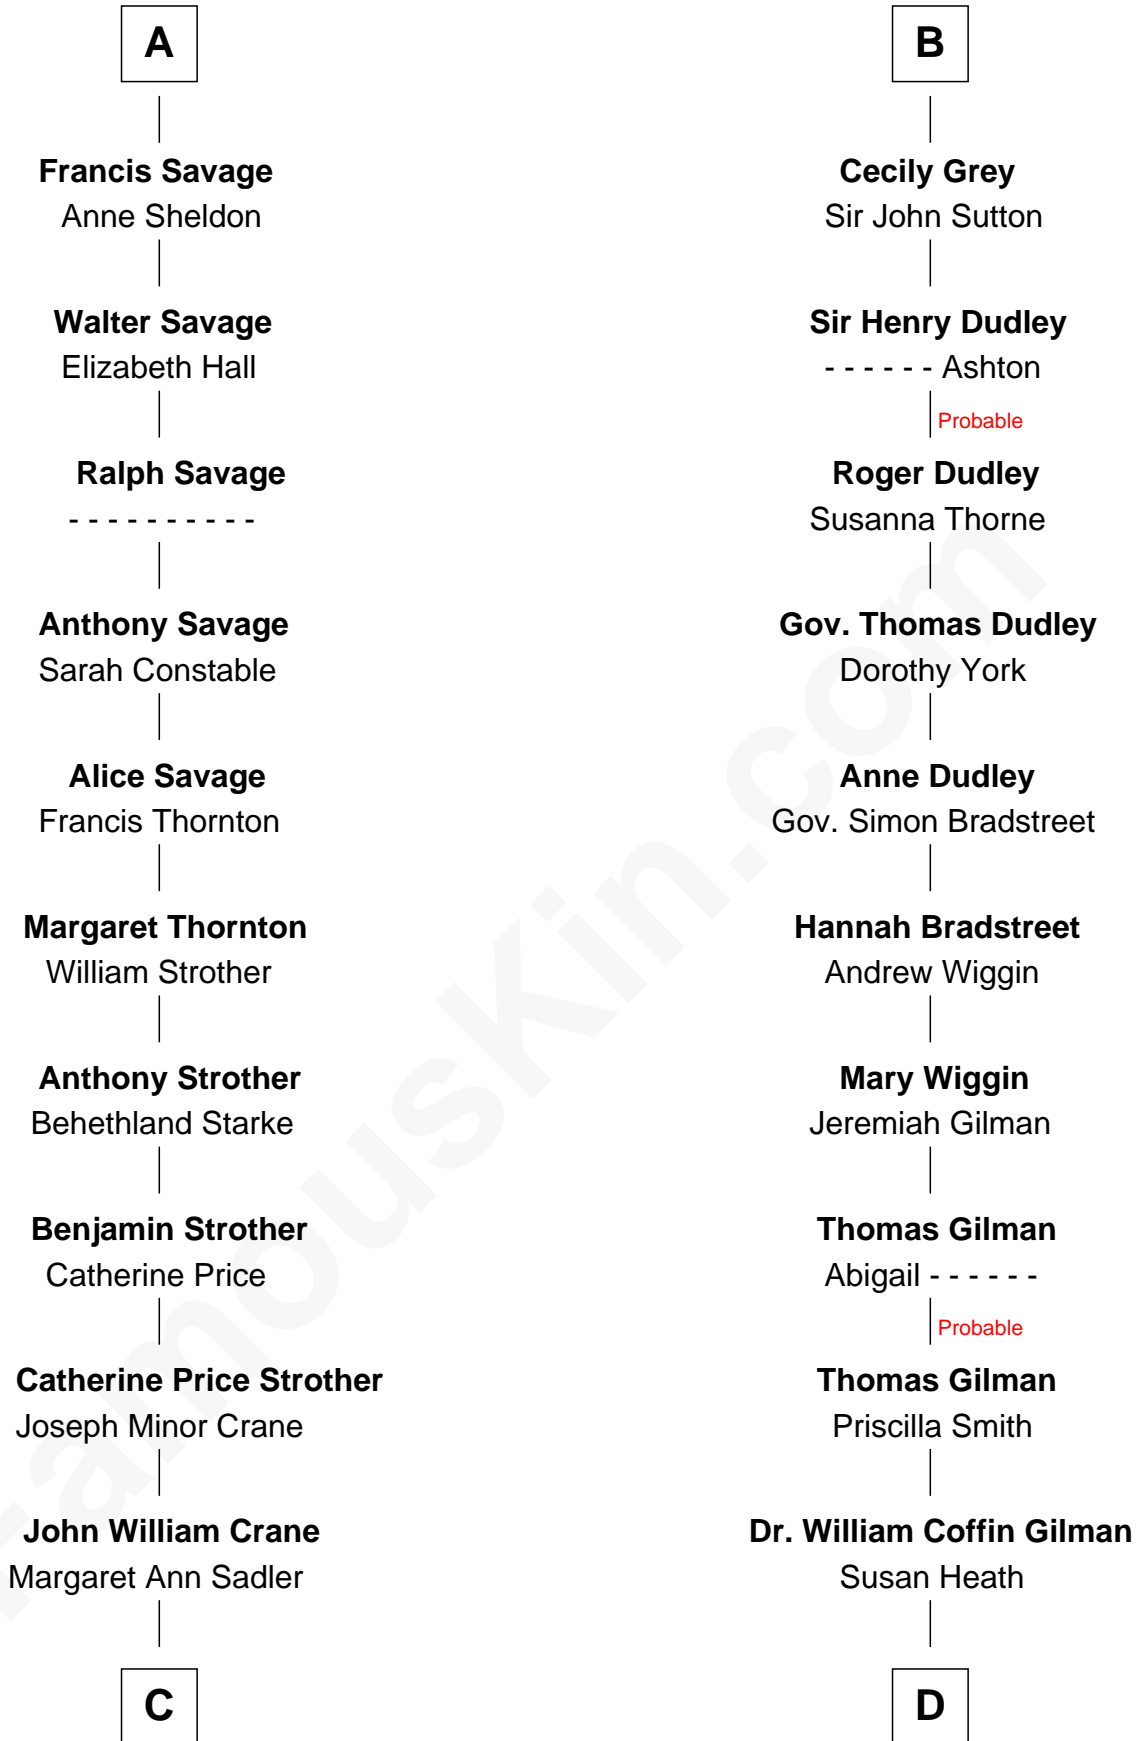 A
Francis Savage
Anne Sheldon
Walter Savage
Elizabeth Hall
Ralph Savage
- - - - - - - - - -
Anthony Savage
Sarah Constable
Alice Savage
Francis Thornton
Margaret Thornton
William Strother
Anthony Strother
Behethland Starke
Benjamin Strother
Catherine Price
Catherine Price Strother
Joseph Minor Crane
John William Crane
Margaret Ann Sadler
C
B
Cecily Grey
Sir John Sutton
Sir Henry Dudley
- - - - - - Ashton
Probable
Roger Dudley
Susanna Thorne
Gov. Thomas Dudley
Dorothy York
Anne Dudley
Gov. Simon Bradstreet
Hannah Bradstreet
Andrew Wiggin
Mary Wiggin
Jeremiah Gilman
Thomas Gilman
Abigail - - - - - -
Probable
Thomas Gilman
Priscilla Smith
Dr. William Coffin Gilman
Susan Heath
D
FamousKin.com